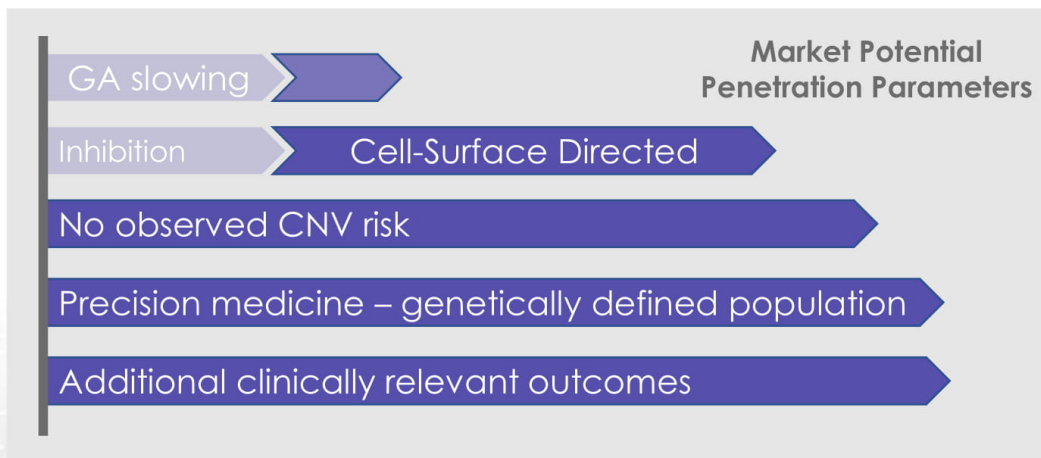 Market Potential
Penetration Parameters
GA slowing
Inhibition
Cell-Surface Directed
No observed CNV risk
Precision medicine – genetically defined population
Additional clinically relevant outcomes